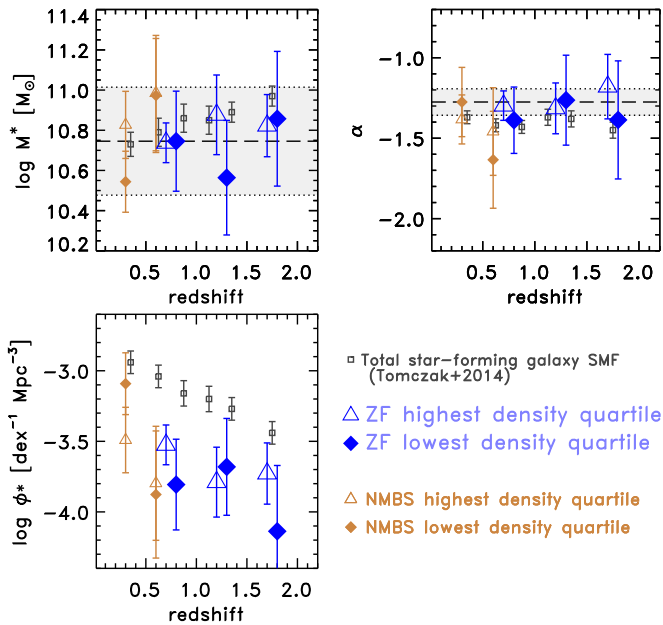 11.4
11.2
11.0
10.8
10.6
10.4
10.2
log M* [M☉]
0.5 1.0 1.5 2.0
redshift
−1.0
−1.5
−2.0
α
0.5 1.0 1.5 2.0
redshift
−3.0
−3.5
−4.0
log ϕ* [dex⁻¹ Mpc⁻³]
0.5 1.0 1.5 2.0
redshift
Total star−forming galaxy SMF
(Tomczak+2014)
ZF highest density quartile
ZF lowest density quartile
NMBS highest density quartile
NMBS lowest density quartile